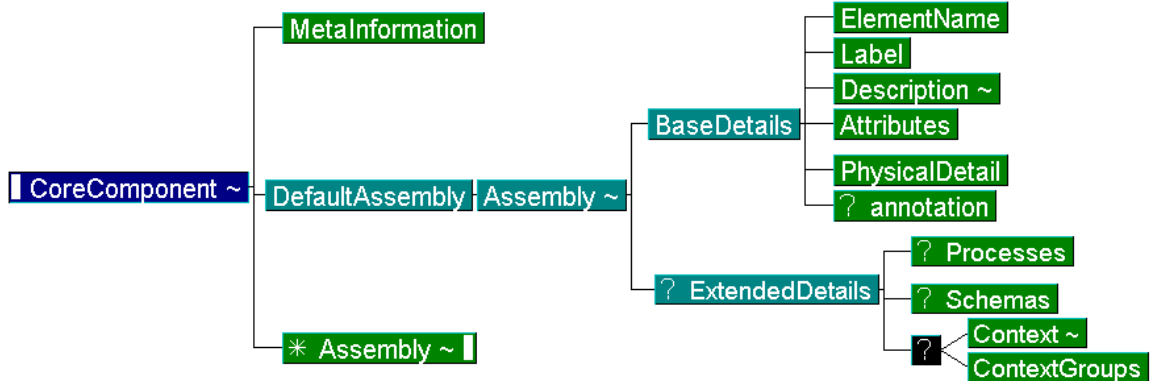 CoreComponent ~
MetaInformation
DefaultAssembly
Assembly ~
BaseDetails
ElementName
Label
Description ~
Attributes
PhysicalDetail
? annotation
? ExtendedDetails
? Processes
? Schemas
?
Context ~
ContextGroups
✳ Assembly ~